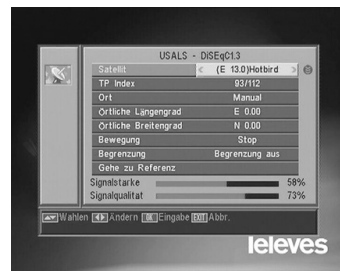 USALS - DiSEqC1.3
Satellit < (E 13.0)Hotbird >
TP Index 93/112
Ort Manual
Örtliche Längengrad E 0.00
Örtliche Breitengrad N 0.00
Bewegung Stop
Begrenzung Begrenzung aus
Gehe zu Referenz
Signalstarke 58%
Signalqualitat 73%
Wahlen Ändern OK Eingabe EXIT Abbr.
Televes